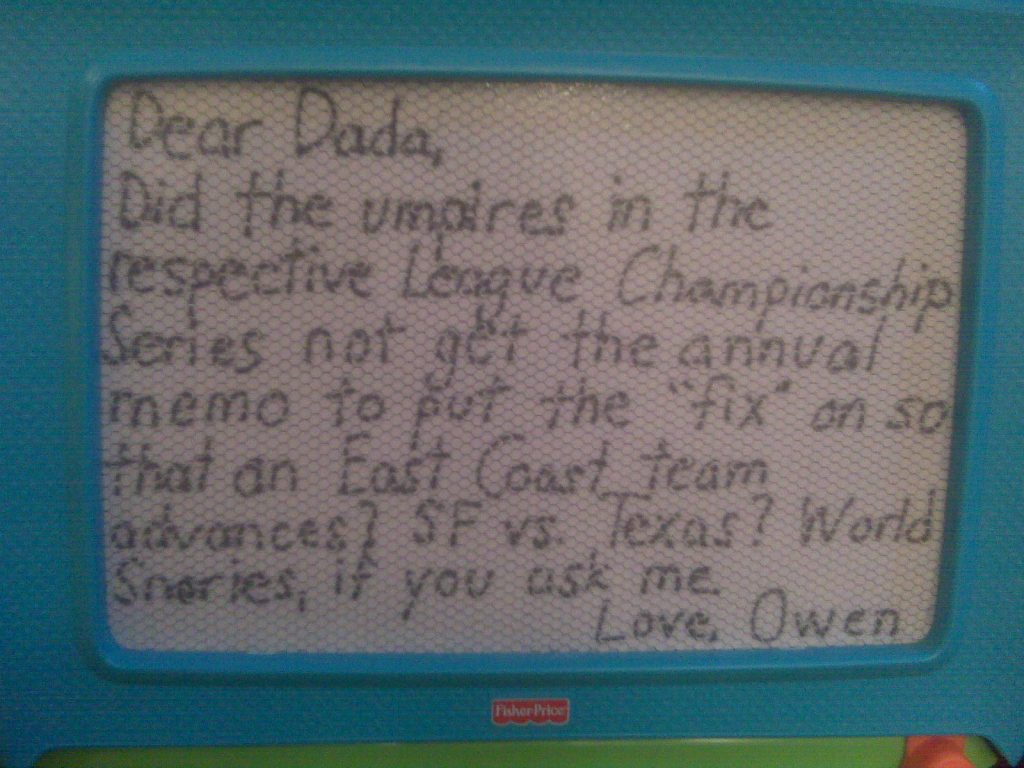 Dear Dada,
Did the umpires in the
respective League Championship
Series not get the annual
memo to put the "fix" on so
that an East Coast team
advances? SF vs. Texas? World
Snories, if you ask me.
Love, Owen
Fisher-Price